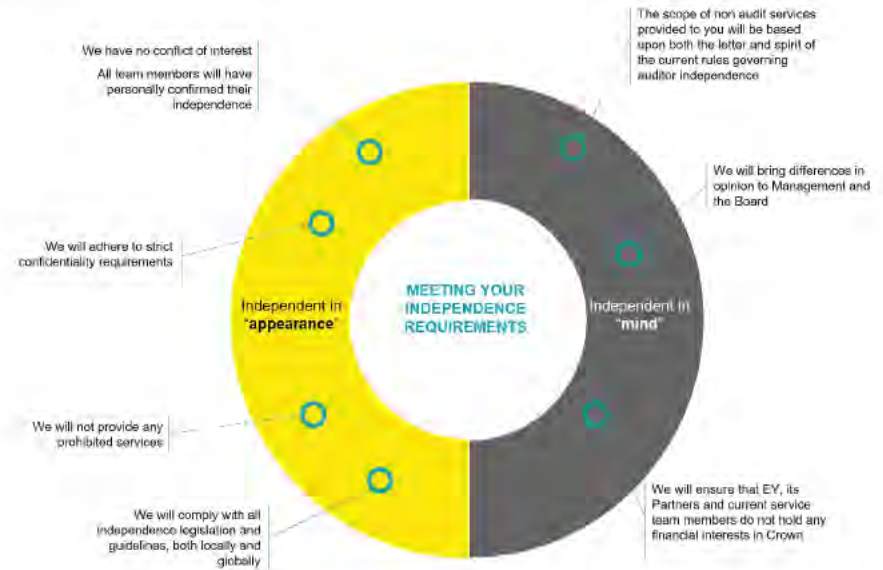 We have no conflict of interest
All team members will have
personally confirmed their
independence
We will adhere to strict
confidentiality requirements
Independent in
"appearance"
We will not provide any
prohibited services
We will comply with all
independence legislation and
guidelines, both locally and
globally
MEETING YOUR
INDEPENDENCE
REQUIREMENTS
The scope of non audit services
provided to you will be based
upon both the letter and spirit of
the current rules governing
auditor independence
We will bring differences in
opinion to Management and
the Board
Independent in
"mind"
We will ensure that EY, its
Partners and current service
team members do not hold any
financial interests in Crown